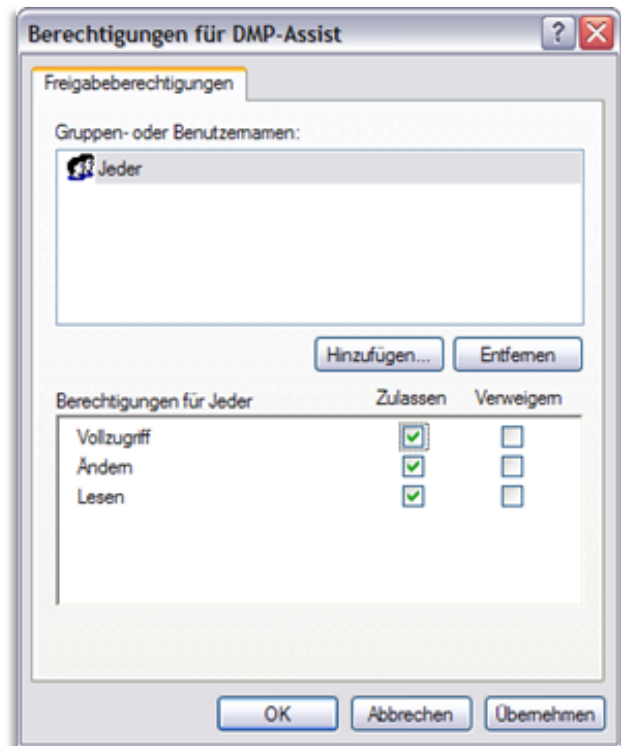 Berechtigungen für DMP-Assist
Freigabeberechtigungen
Gruppen- oder Benutzernamen:
Jeder
Hinzufügen... Entfernen
Berechtigungen für Jeder Zulassen Verweigern
Vollzugriff
Ändern
Lesen
OK Abbrechen Übernehmen